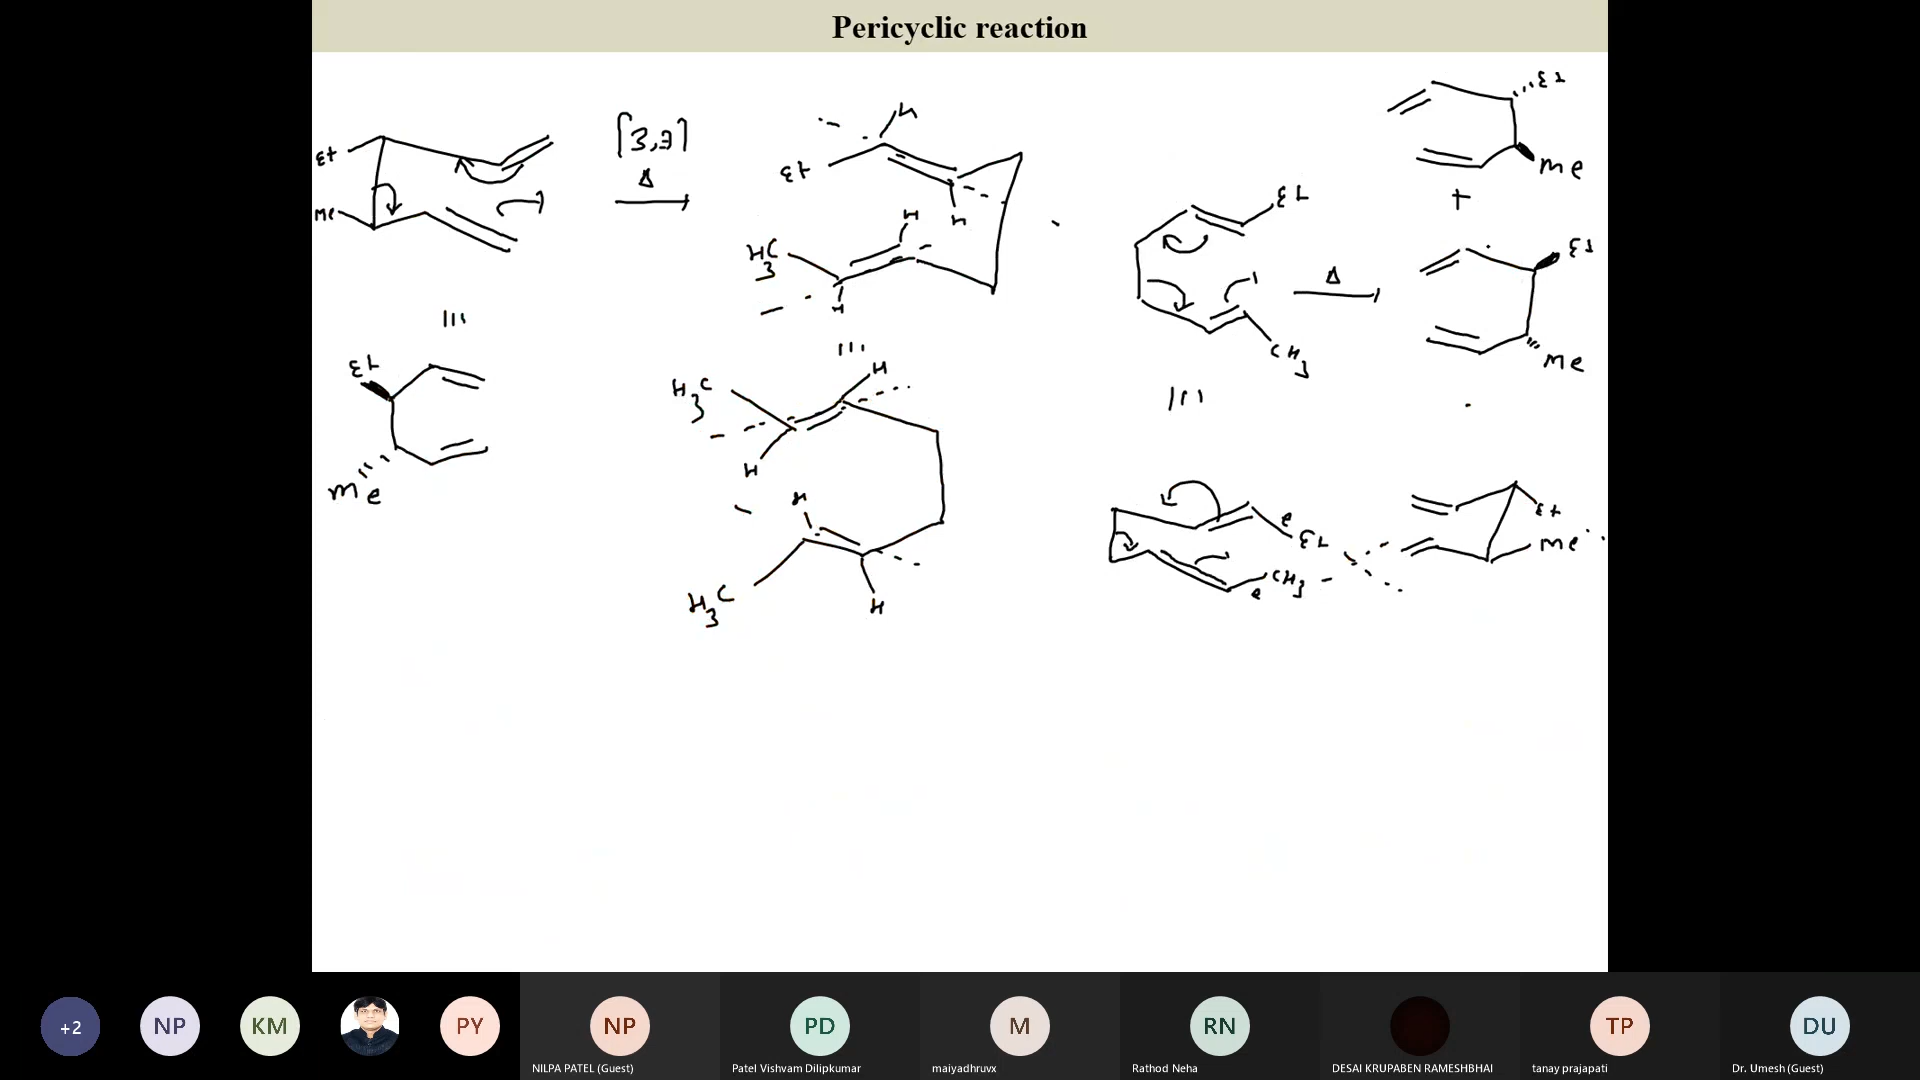 Pericyclic reaction
Et
Me
[3,3]
Δ
H
Et
H
H
H3C
H
Et
Me
+
Et
Me
Et
Δ
CH3
Et
Me
H3C
H
H
H
H3C
H
e
Et
CH3
e
Et
Me
+2
NP
KM
PY
NP
PD
M
RN
TP
DU
NILPA PATEL (Guest)
Patel Vishvam Dilipkumar
maiyadhruvx
Rathod Neha
DESAI KRUPABEN RAMESHBHAI
tanay prajapati
Dr. Umesh (Guest)